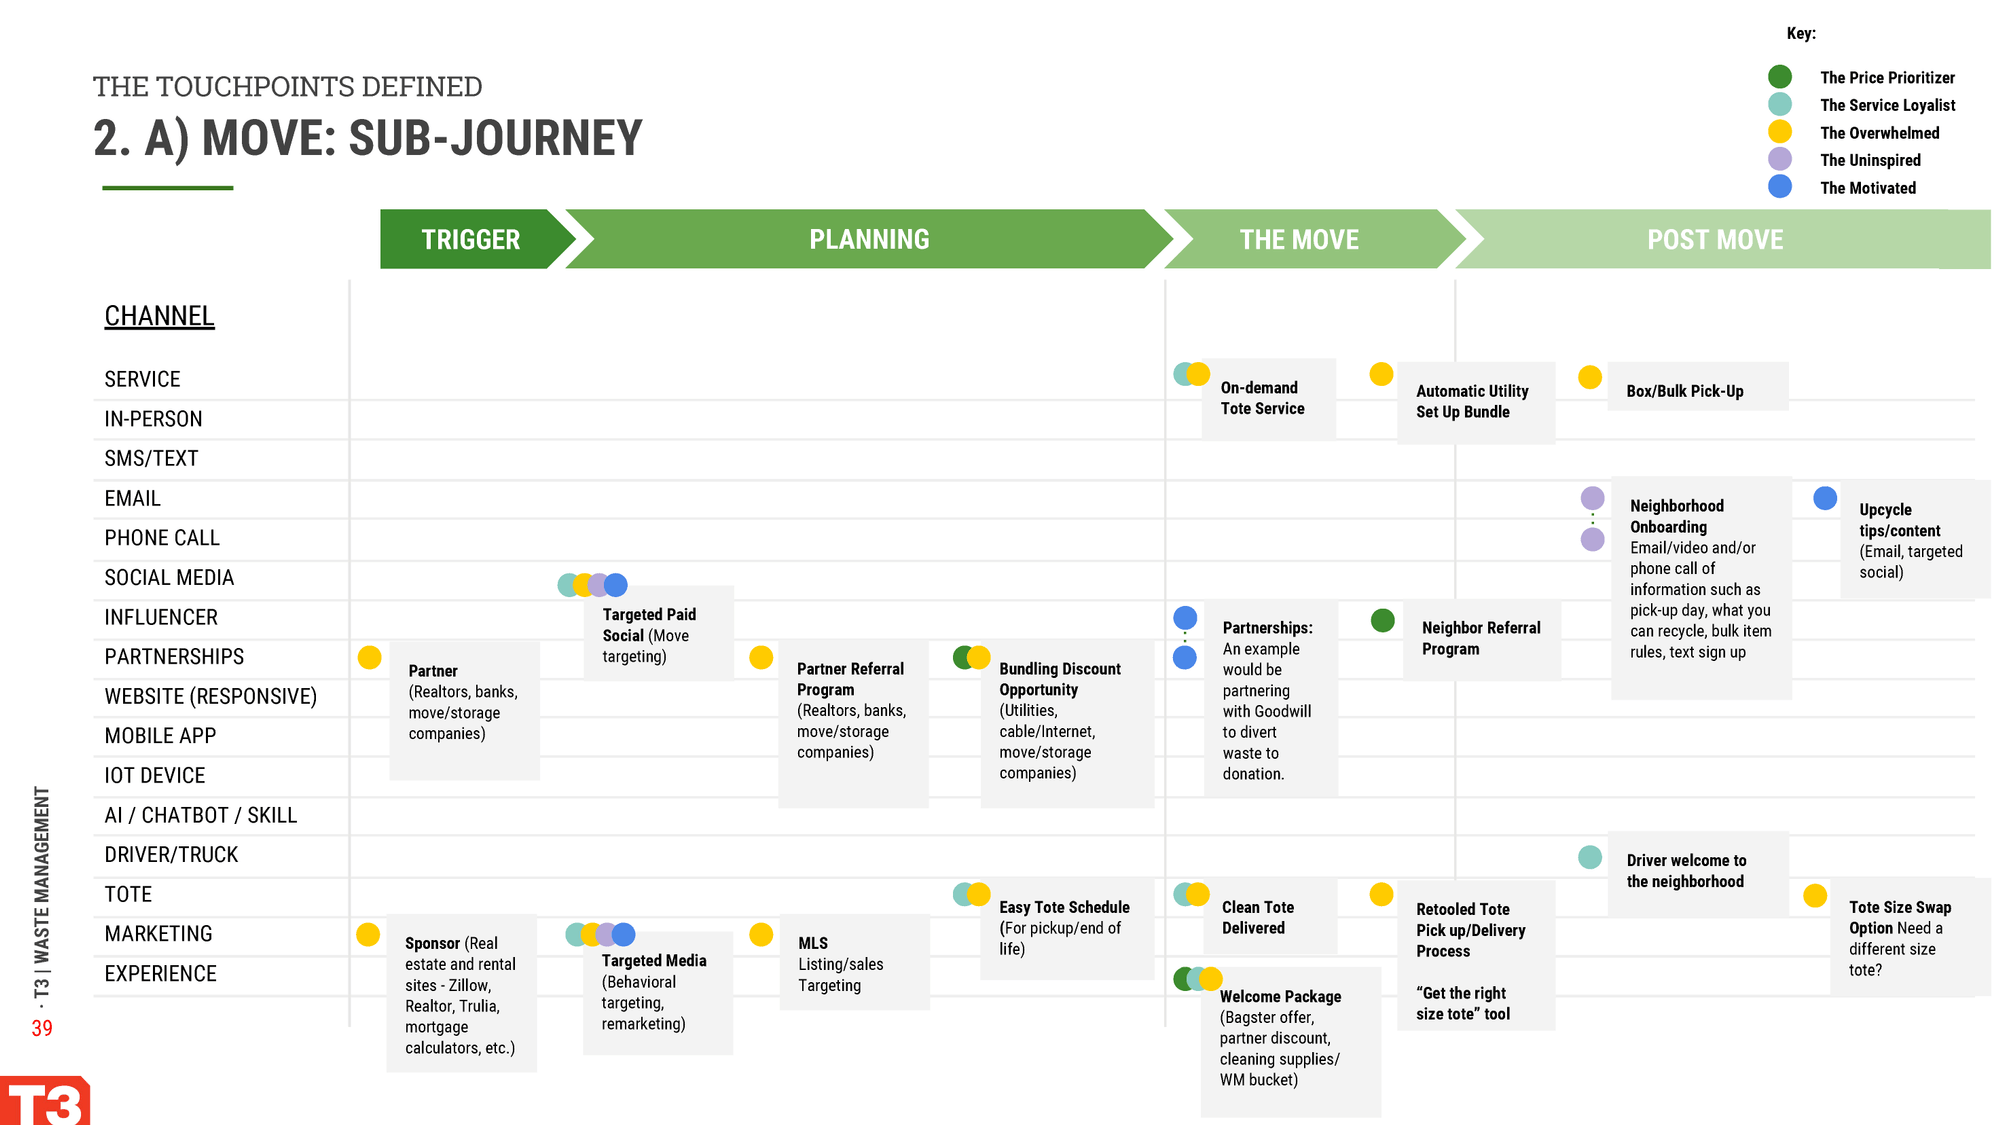 Key:
The Price Prioritizer
The Service Loyalist
The Overwhelmed
The Uninspired
The Motivated
THE TOUCHPOINTS DEFINED
2. A) MOVE: SUB-JOURNEY
TRIGGER
PLANNING
THE MOVE
POST MOVE
CHANNEL
SERVICE
IN-PERSON
SMS/TEXT
EMAIL
PHONE CALL
SOCIAL MEDIA
INFLUENCER
PARTNERSHIPS
WEBSITE (RESPONSIVE)
MOBILE APP
IOT DEVICE
AI / CHATBOT / SKILL
DRIVER/TRUCK
TOTE
MARKETING
EXPERIENCE
Partner
(Realtors, banks,
move/storage
companies)
Sponsor (Real
estate and rental
sites - Zillow,
Realtor, Trulia,
mortgage
calculators, etc.)
Targeted Paid
Social (Move
targeting)
Targeted Media
(Behavioral
targeting,
remarketing)
Partner Referral
Program
(Realtors, banks,
move/storage
companies)
MLS
Listing/sales
Targeting
Bundling Discount
Opportunity
(Utilities,
cable/Internet,
move/storage
companies)
Easy Tote Schedule
(For pickup/end of
life)
On-demand
Tote Service
Partnerships:
An example
would be
partnering
with Goodwill
to divert
waste to
donation.
Clean Tote
Delivered
Welcome Package
(Bagster offer,
partner discount,
cleaning supplies/
WM bucket)
Automatic Utility
Set Up Bundle
Neighbor Referral
Program
Retooled Tote
Pick up/Delivery
Process
“Get the right
size tote” tool
Box/Bulk Pick-Up
Neighborhood
Onboarding
Email/video and/or
phone call of
information such as
pick-up day, what you
can recycle, bulk item
rules, text sign up
Driver welcome to
the neighborhood
Upcycle
tips/content
(Email, targeted
social)
Tote Size Swap
Option Need a
different size
tote?
· T3 | WASTE MANAGEMENT
39
T3